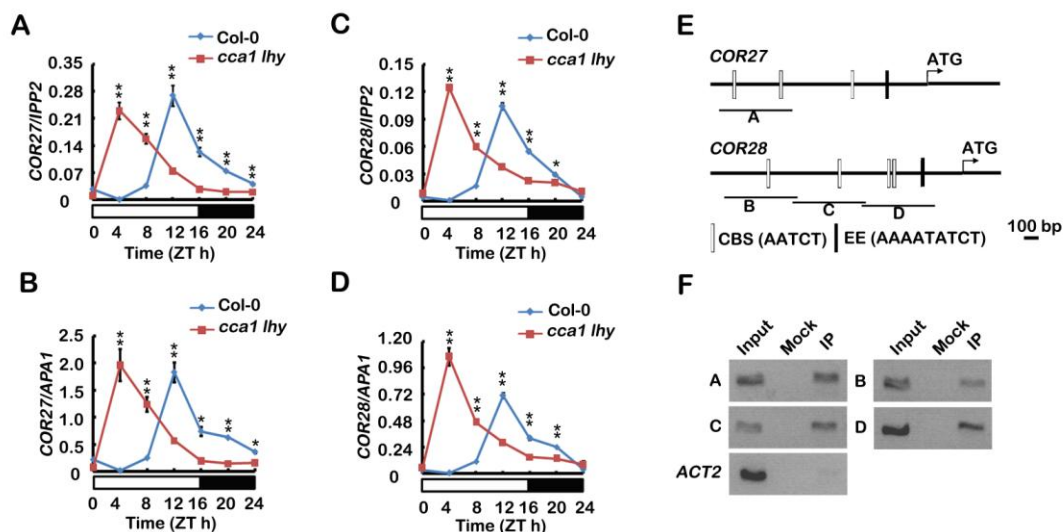 A
Col-0
cca1 lhy
COR27/IPP2
0.35
0.28
0.21
0.14
0.07
0
**
**
**
**
**
**
0 4 8 12 16 20 24
Time (ZT h)
C
Col-0
cca1 lhy
COR28/IPP2
0.15
0.12
0.09
0.06
0.03
0
**
**
**
**
*
0 4 8 12 16 20 24
Time (ZT h)
E
COR27
ATG
A
COR28
ATG
B
C
D
CBS (AATCT)
EE (AAAATATCT)
100 bp
B
Col-0
cca1 lhy
COR27/APA1
2.5
2.0
1.5
1.0
0.5
0
**
**
**
*
*
*
0 4 8 12 16 20 24
Time (ZT h)
D
Col-0
cca1 lhy
COR28/APA1
1.20
0.96
0.72
0.48
0.24
0
**
**
**
**
**
0 4 8 12 16 20 24
Time (ZT h)
F
Input Mock IP
Input Mock IP
A
B
C
D
ACT2